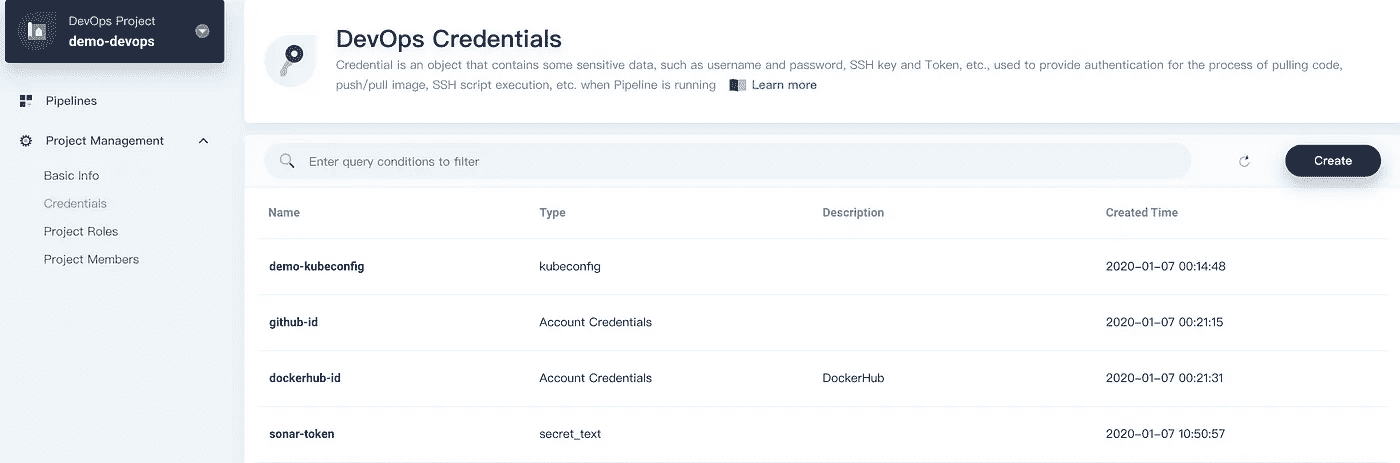 DevOps Project
demo-devops
Pipelines
Project Management
Basic Info
Credentials
Project Roles
Project Members
DevOps Credentials
Credential is an object that contains some sensitive data, such as username and password, SSH key and Token, etc., used to provide authentication for the process of pulling code,
push/pull image, SSH script execution, etc. when Pipeline is running Learn more
Enter query conditions to filter
Create
Name Type Description Created Time
demo-kubeconfig kubeconfig 2020-01-07 00:14:48
github-id Account Credentials 2020-01-07 00:21:15
dockerhub-id Account Credentials DockerHub 2020-01-07 00:21:31
sonar-token secret_text 2020-01-07 10:50:57